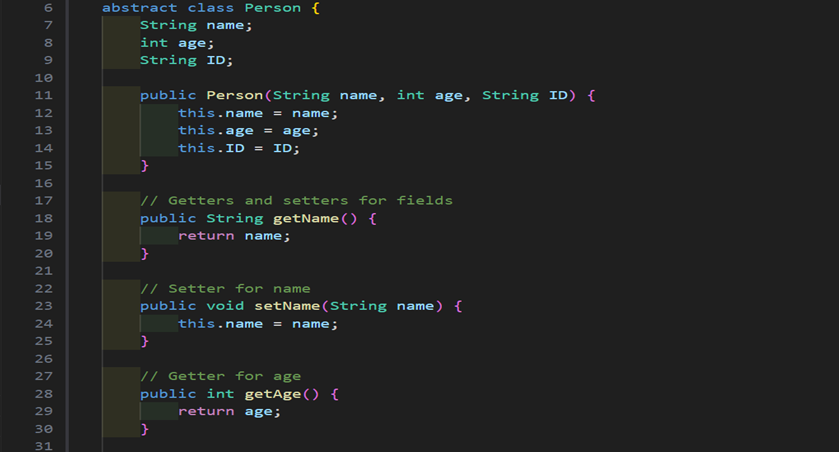 6 abstract class Person {
7 String name;
8 int age;
9 String ID;
10
11 public Person(String name, int age, String ID) {
12 this.name = name;
13 this.age = age;
14 this.ID = ID;
15 }
16
17 // Getters and setters for fields
18 public String getName() {
19 return name;
20 }
21
22 // Setter for name
23 public void setName(String name) {
24 this.name = name;
25 }
26
27 // Getter for age
28 public int getAge() {
29 return age;
30 }
31